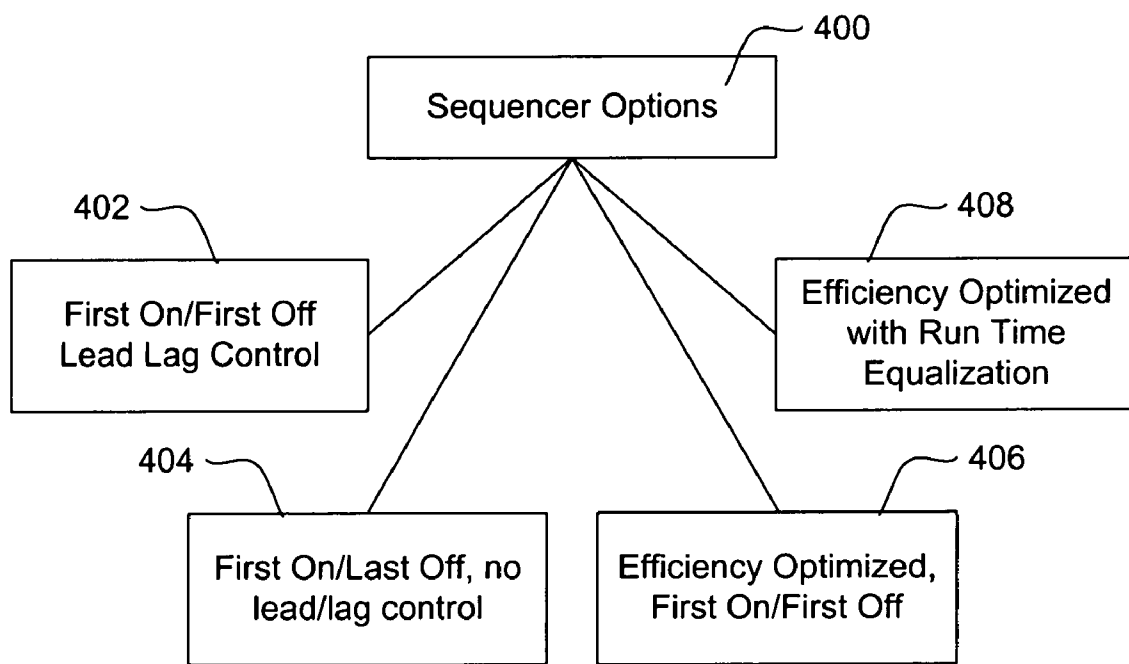 400
Sequencer Options
402
408
First On/First Off
Lead Lag Control
Efficiency Optimized
with Run Time
Equalization
404
406
First On/Last Off, no
lead/lag control
Efficiency Optimized,
First On/First Off